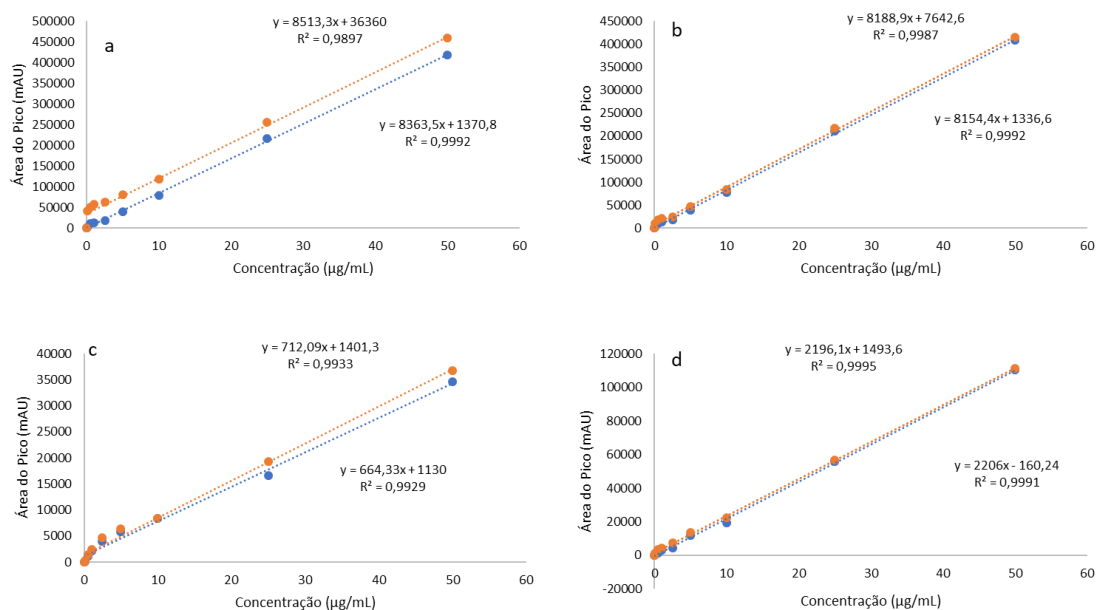 a
y = 8513,3x + 36360
R² = 0,9897
y = 8363,5x + 1370,8
R² = 0,9992
500000
450000
400000
350000
300000
250000
200000
150000
100000
50000
0
Área do Pico (mAU)
0 10 20 30 40 50 60
Concentração (µg/mL)
b
y = 8188,9x + 7642,6
R² = 0,9987
y = 8154,4x + 1336,6
R² = 0,9992
450000
400000
350000
300000
250000
200000
150000
100000
50000
0
Área do Pico
0 10 20 30 40 50 60
Concentração (µg/mL)
c
y = 712,09x + 1401,3
R² = 0,9933
y = 664,33x + 1130
R² = 0,9929
40000
35000
30000
25000
20000
15000
10000
5000
0
Área do Pico (mAU)
0 10 20 30 40 50 60
Concentração (µg/mL)
d
y = 2196,1x + 1493,6
R² = 0,9995
y = 2206x - 160,24
R² = 0,9991
120000
100000
80000
60000
40000
20000
0
-20000
Área do Pico (mAU)
0 10 20 30 40 50 60
Concentração (µg/mL)